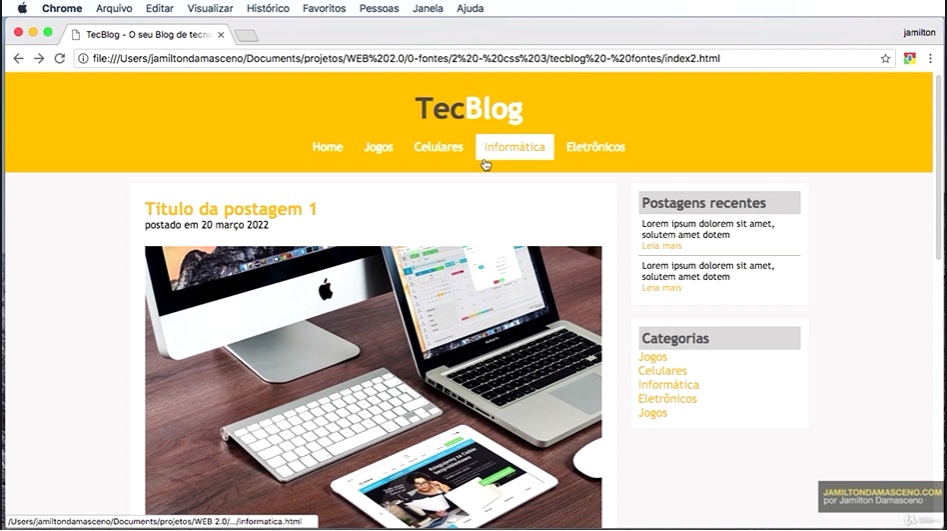 Chrome Arquivo Editar Visualizar Histórico Favoritos Pessoas Janela Ajuda
TecBlog - O seu Blog de tecno
jamilton
file:///Users/jamiltondamasceno/Documents/projetos/WEB%202.0/0-fontes/2%20-%20css%203/tecblog%20-%20fontes/index2.html
TecBlog
Home Jogos Celulares Informática Eletrônicos
Titulo da postagem 1
postado em 20 março 2022
Postagens recentes
Lorem ipsum dolorem sit amet,
solutem amet dotem
Leia mais
Lorem ipsum dolorem sit amet,
solutem amet dotem
Leia mais
Categorias
Jogos
Celulares
Informática
Eletrônicos
Jogos
JAMILTONDAMASCENO.COM
por Jamilton Damasceno
/Users/jamiltondamasceno/Documents/projetos/WEB 2.0/.../informatica.html